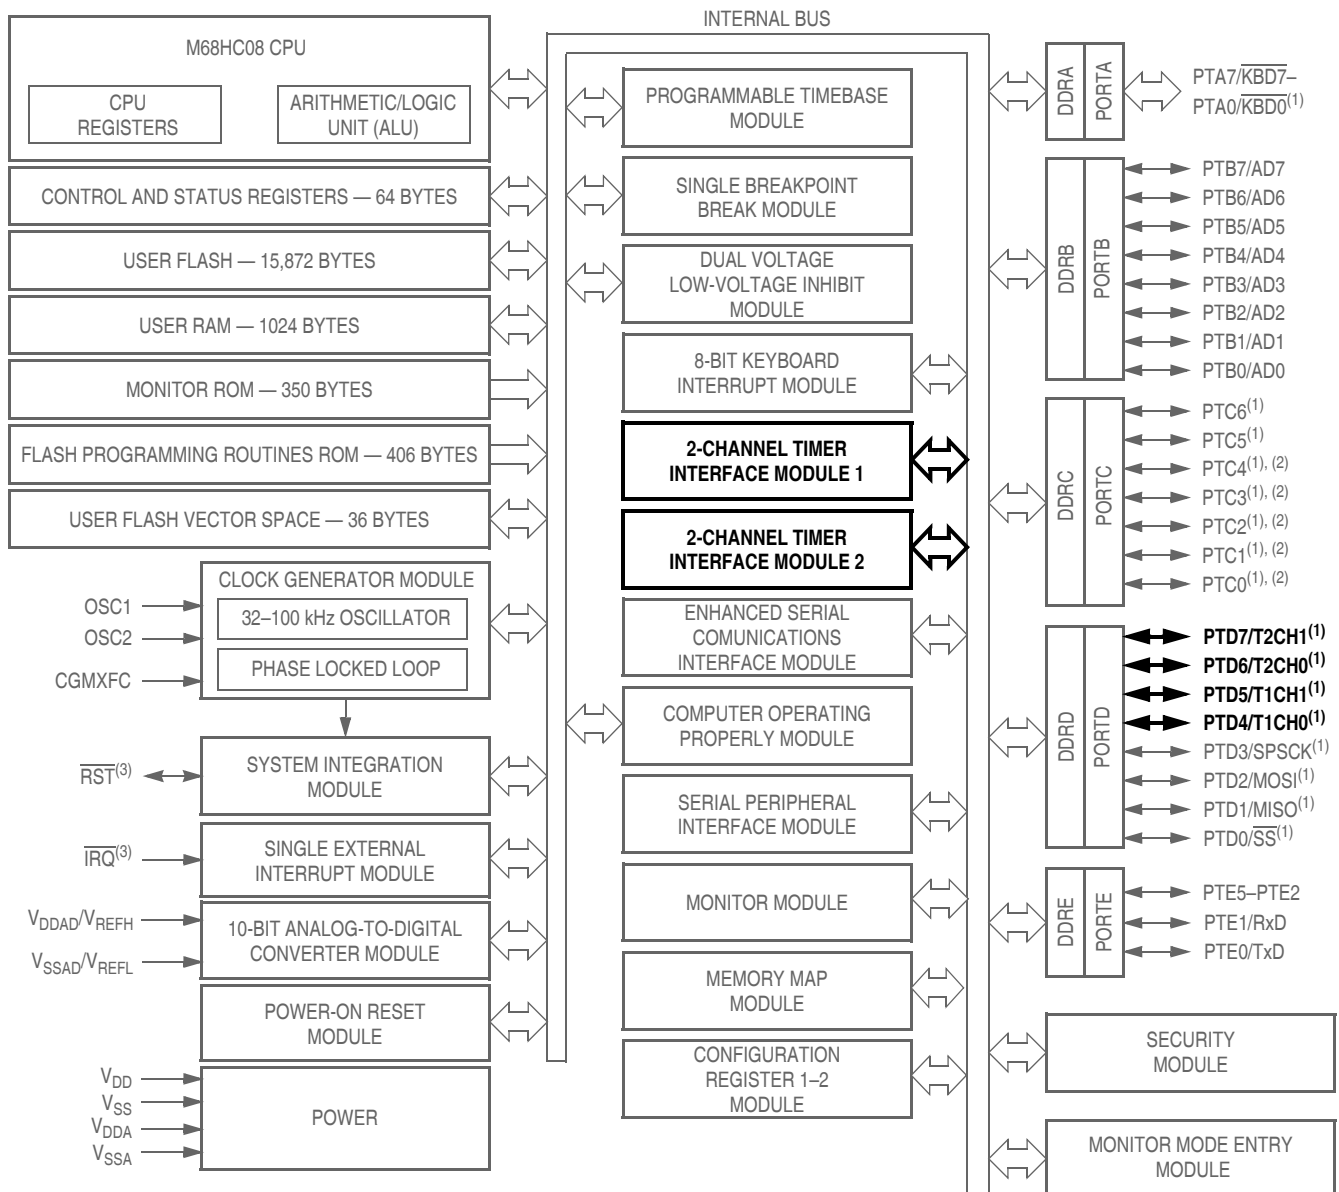 INTERNAL BUS
M68HC08 CPU
CPU
REGISTERS
ARITHMETIC/LOGIC
UNIT (ALU)
CONTROL AND STATUS REGISTERS — 64 BYTES
USER FLASH — 15,872 BYTES
USER RAM — 1024 BYTES
MONITOR ROM — 350 BYTES
FLASH PROGRAMMING ROUTINES ROM — 406 BYTES
USER FLASH VECTOR SPACE — 36 BYTES
CLOCK GENERATOR MODULE
32–100 kHz OSCILLATOR
PHASE LOCKED LOOP
OSC1
OSC2
CGMXFC
SYSTEM INTEGRATION
MODULE
RST(3)
SINGLE EXTERNAL
INTERRUPT MODULE
IRQ(3)
10-BIT ANALOG-TO-DIGITAL
CONVERTER MODULE
VDDAD/VREFH
VSSAD/VREFL
POWER-ON RESET
MODULE
POWER
VDD
VSS
VDDA
VSSA
PROGRAMMABLE TIMEBASE
MODULE
SINGLE BREAKPOINT
BREAK MODULE
DUAL VOLTAGE
LOW-VOLTAGE INHIBIT
MODULE
8-BIT KEYBOARD
INTERRUPT MODULE
2-CHANNEL TIMER
INTERFACE MODULE 1
2-CHANNEL TIMER
INTERFACE MODULE 2
ENHANCED SERIAL
COMUNICATIONS
INTERFACE MODULE
COMPUTER OPERATING
PROPERLY MODULE
SERIAL PERIPHERAL
INTERFACE MODULE
MONITOR MODULE
MEMORY MAP
MODULE
CONFIGURATION
REGISTER 1–2
MODULE
DDRA
PORTA
PTA7/KBD7–
PTA0/KBD0(1)
DDRB
PORTB
PTB7/AD7
PTB6/AD6
PTB5/AD5
PTB4/AD4
PTB3/AD3
PTB2/AD2
PTB1/AD1
PTB0/AD0
DDRC
PORTC
PTC6(1)
PTC5(1)
PTC4(1), (2)
PTC3(1), (2)
PTC2(1), (2)
PTC1(1), (2)
PTC0(1), (2)
DDRD
PORTD
PTD7/T2CH1(1)
PTD6/T2CH0(1)
PTD5/T1CH1(1)
PTD4/T1CH0(1)
PTD3/SPSCK(1)
PTD2/MOSI(1)
PTD1/MISO(1)
PTD0/SS(1)
DDRE
PORTE
PTE5–PTE2
PTE1/RxD
PTE0/TxD
SECURITY
MODULE
MONITOR MODE ENTRY
MODULE